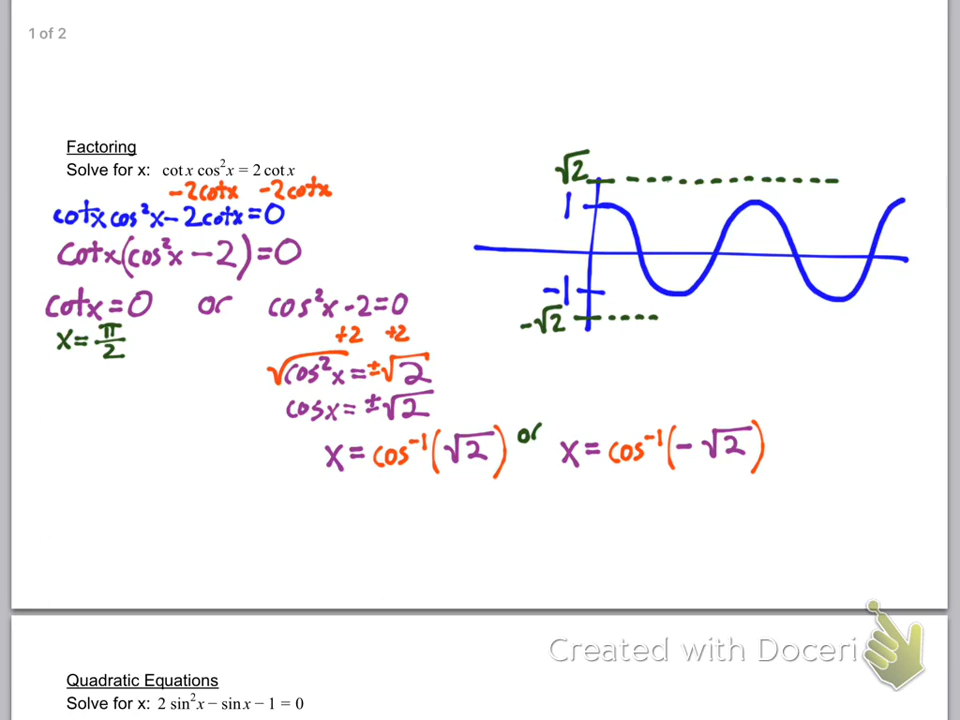 1 of 2
Factoring
Solve for x: cot x cos²x = 2 cot x
-2cotx -2cotx
cotx cos²x - 2cotx = 0
cotx(cos²x - 2) = 0
cotx = 0 or cos²x - 2 = 0
x = π/2
+2 +2
√cos²x = ±√2
cosx = ±√2
x = cos⁻¹(√2) or x = cos⁻¹(-√2)
√2
1
-1
-√2
Created with Doceri
Quadratic Equations
Solve for x: 2 sin²x - sin x - 1 = 0